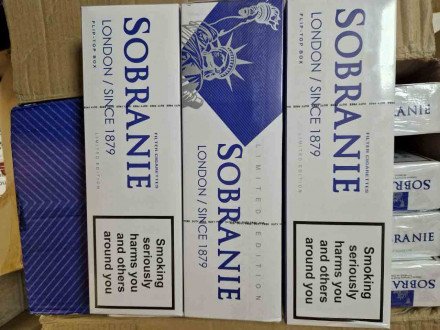 SOBRANIE
LONDON / SINCE 1879
FLIP-TOP BOX
FILTER CIGARETTES
LIMITED EDITION
Smoking
seriously
harms you
and others
around you
SOBRANIE
LONDON / SINCE 1879
LIMITED EDITION
SOBRANIE
LONDON / SINCE 1879
FLIP-TOP BOX
FILTER CIGARETTES
LIMITED EDITION
Smoking
seriously
harms you
and others
around you